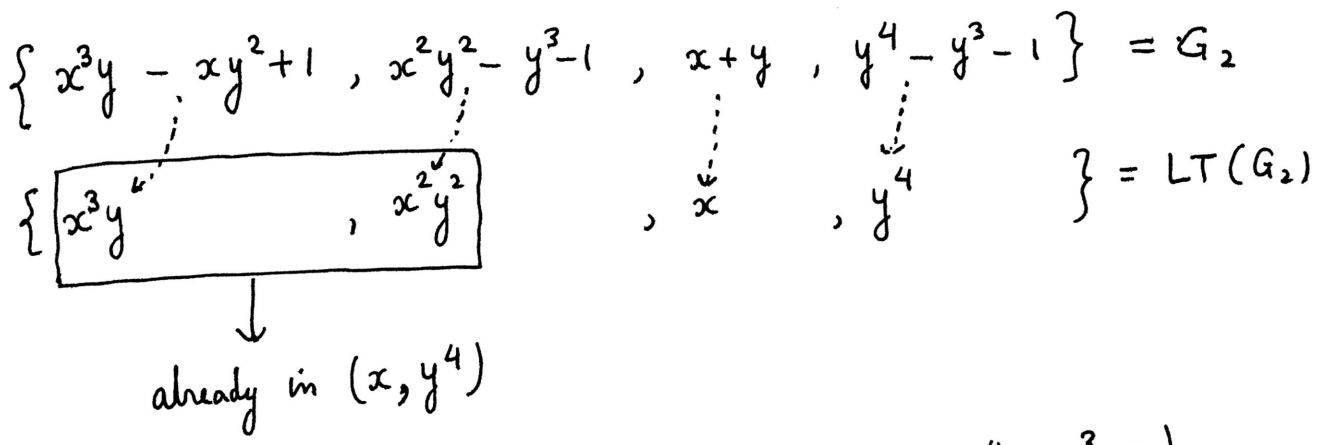 { x³y − xy² + 1 , x²y² − y³ − 1 , x + y , y⁴ − y³ − 1 } = G₂
{ x³y , x²y² , x , y⁴ } = LT(G₂)
already in (x, y⁴)